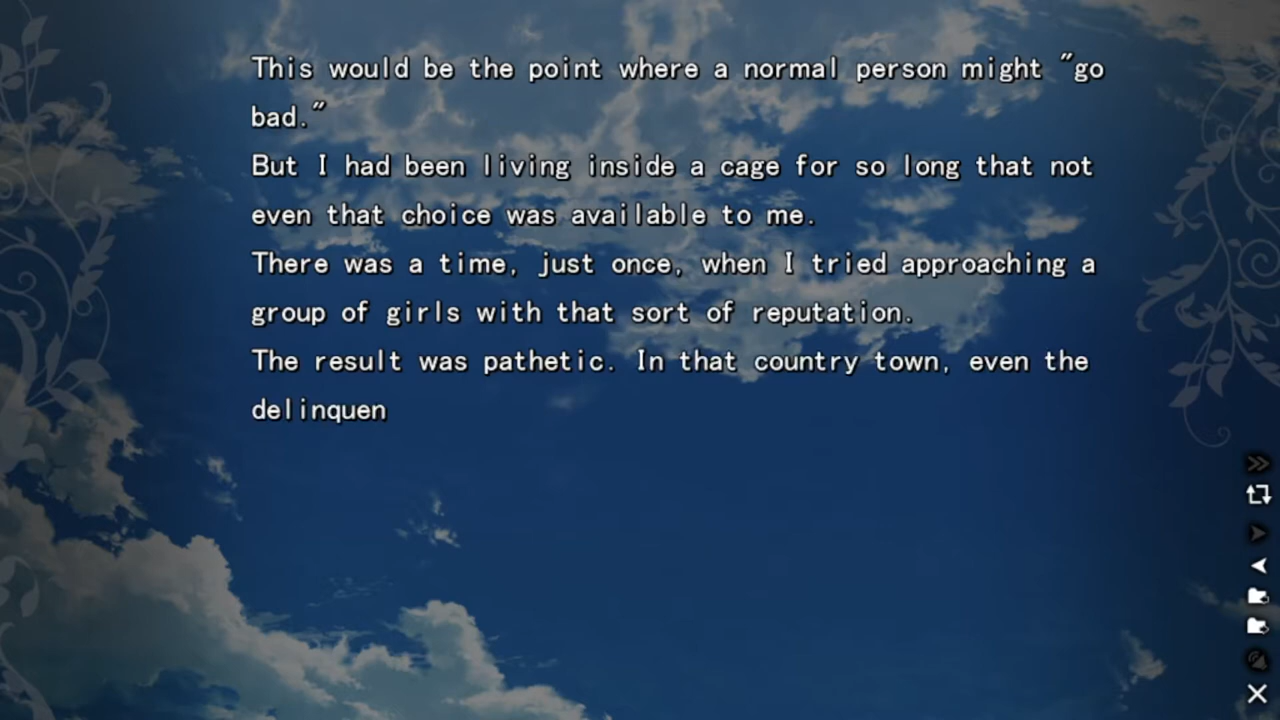 This would be the point where a normal person might "go
bad."
But I had been living inside a cage for so long that not
even that choice was available to me.
There was a time, just once, when I tried approaching a
group of girls with that sort of reputation.
The result was pathetic. In that country town, even the
delinquen